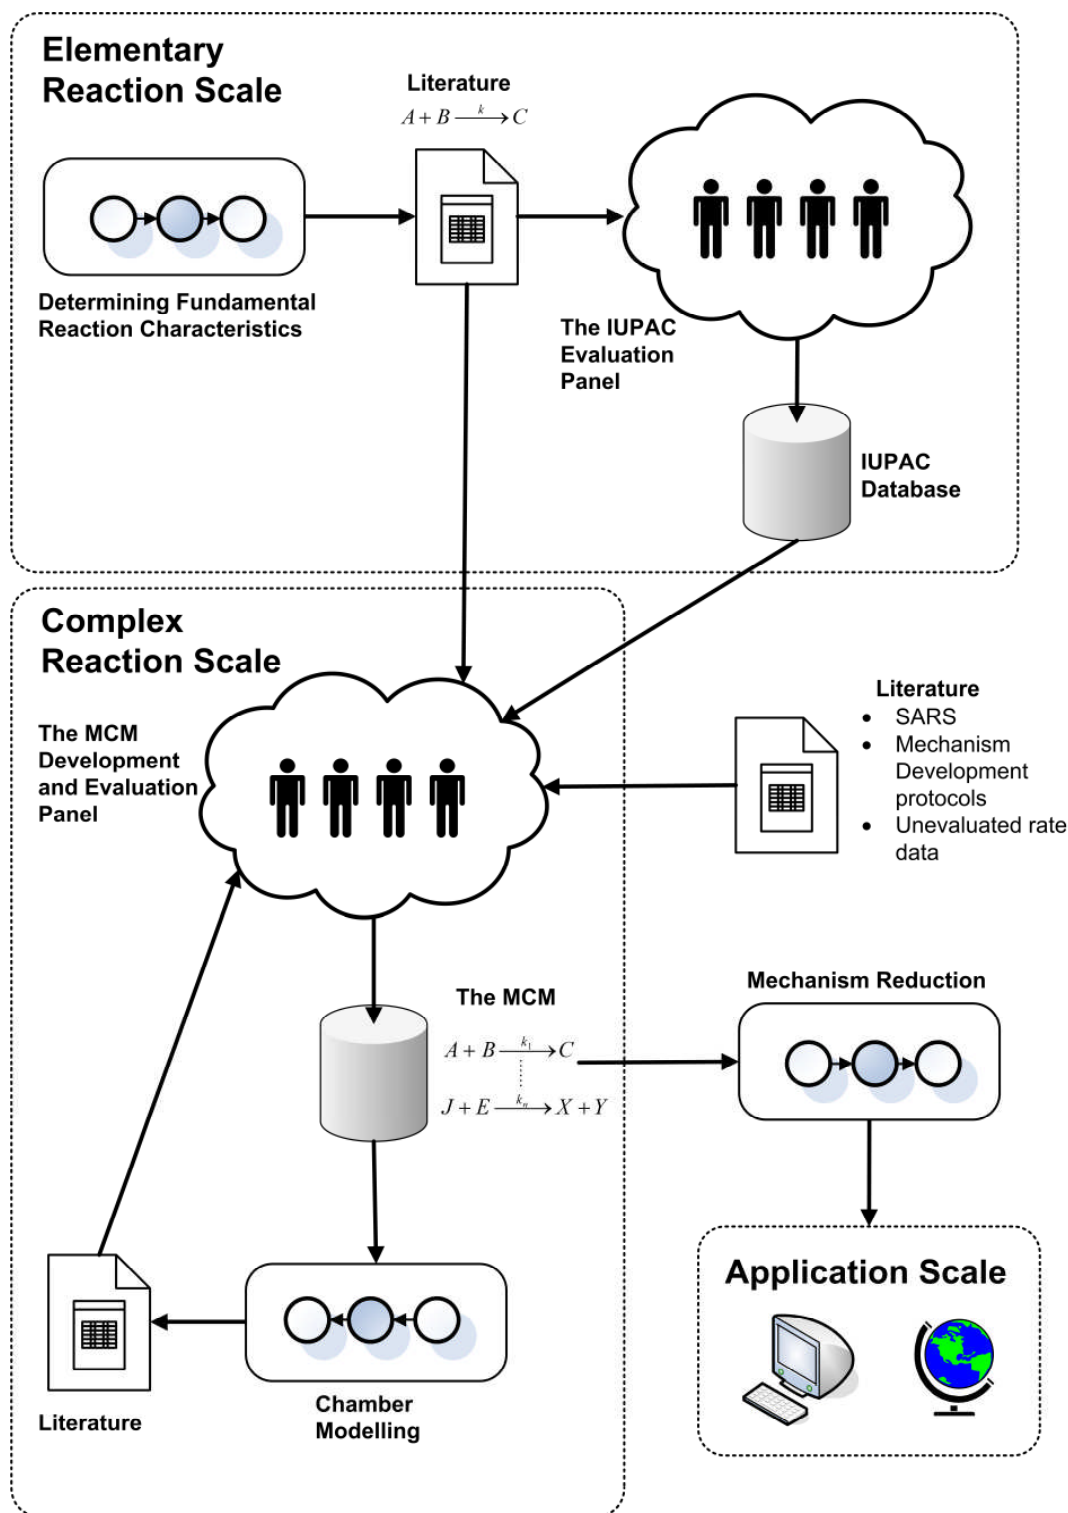 Elementary
Reaction Scale
Literature
A + B —k→ C
Determining Fundamental
Reaction Characteristics
The IUPAC
Evaluation
Panel
IUPAC
Database
Complex
Reaction Scale
The MCM
Development
and Evaluation
Panel
Literature
• SARS
• Mechanism
Development
protocols
• Unevaluated rate
data
Mechanism Reduction
The MCM
A + B —k₁→ C
J + E —kₙ→ X + Y
Application Scale
Literature
Chamber
Modelling